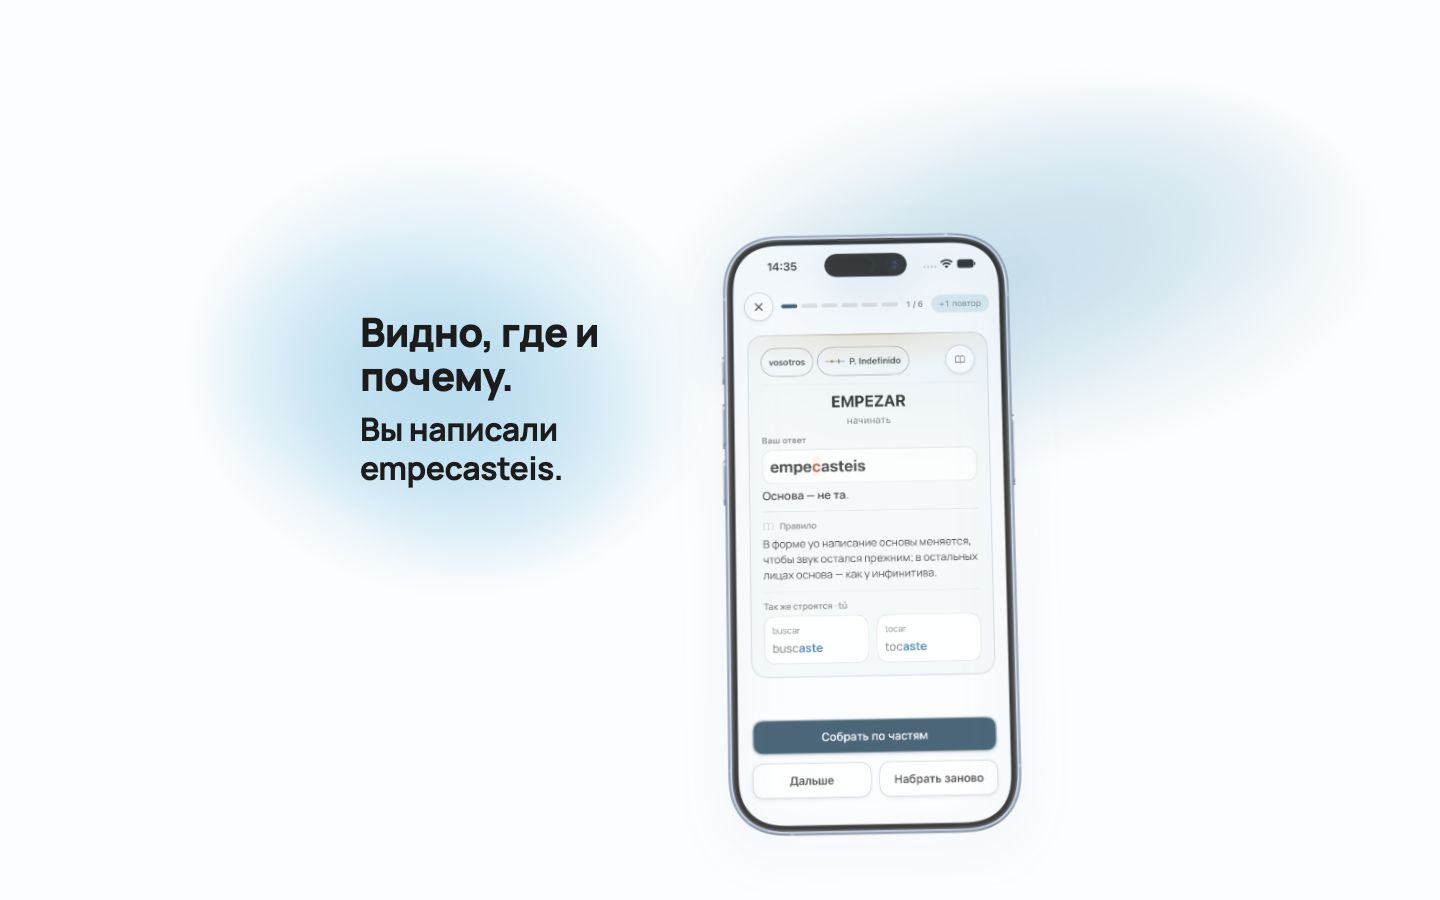 Видно, где и
почему.
Вы написали
empecasteis.
14:35
1 / 6
+1 повтор
vosotros
P. Indefinido
EMPEZAR
начинать
Ваш ответ
empecasteis
Основа — не та.
Правило
В форме yo написание основы меняется,
чтобы звук остался прежним; в остальных
лицах основа — как у инфинитива.
Так же строятся · tú
buscar
tocar
buscaste
tocaste
Собрать по частям
Дальше
Набрать заново